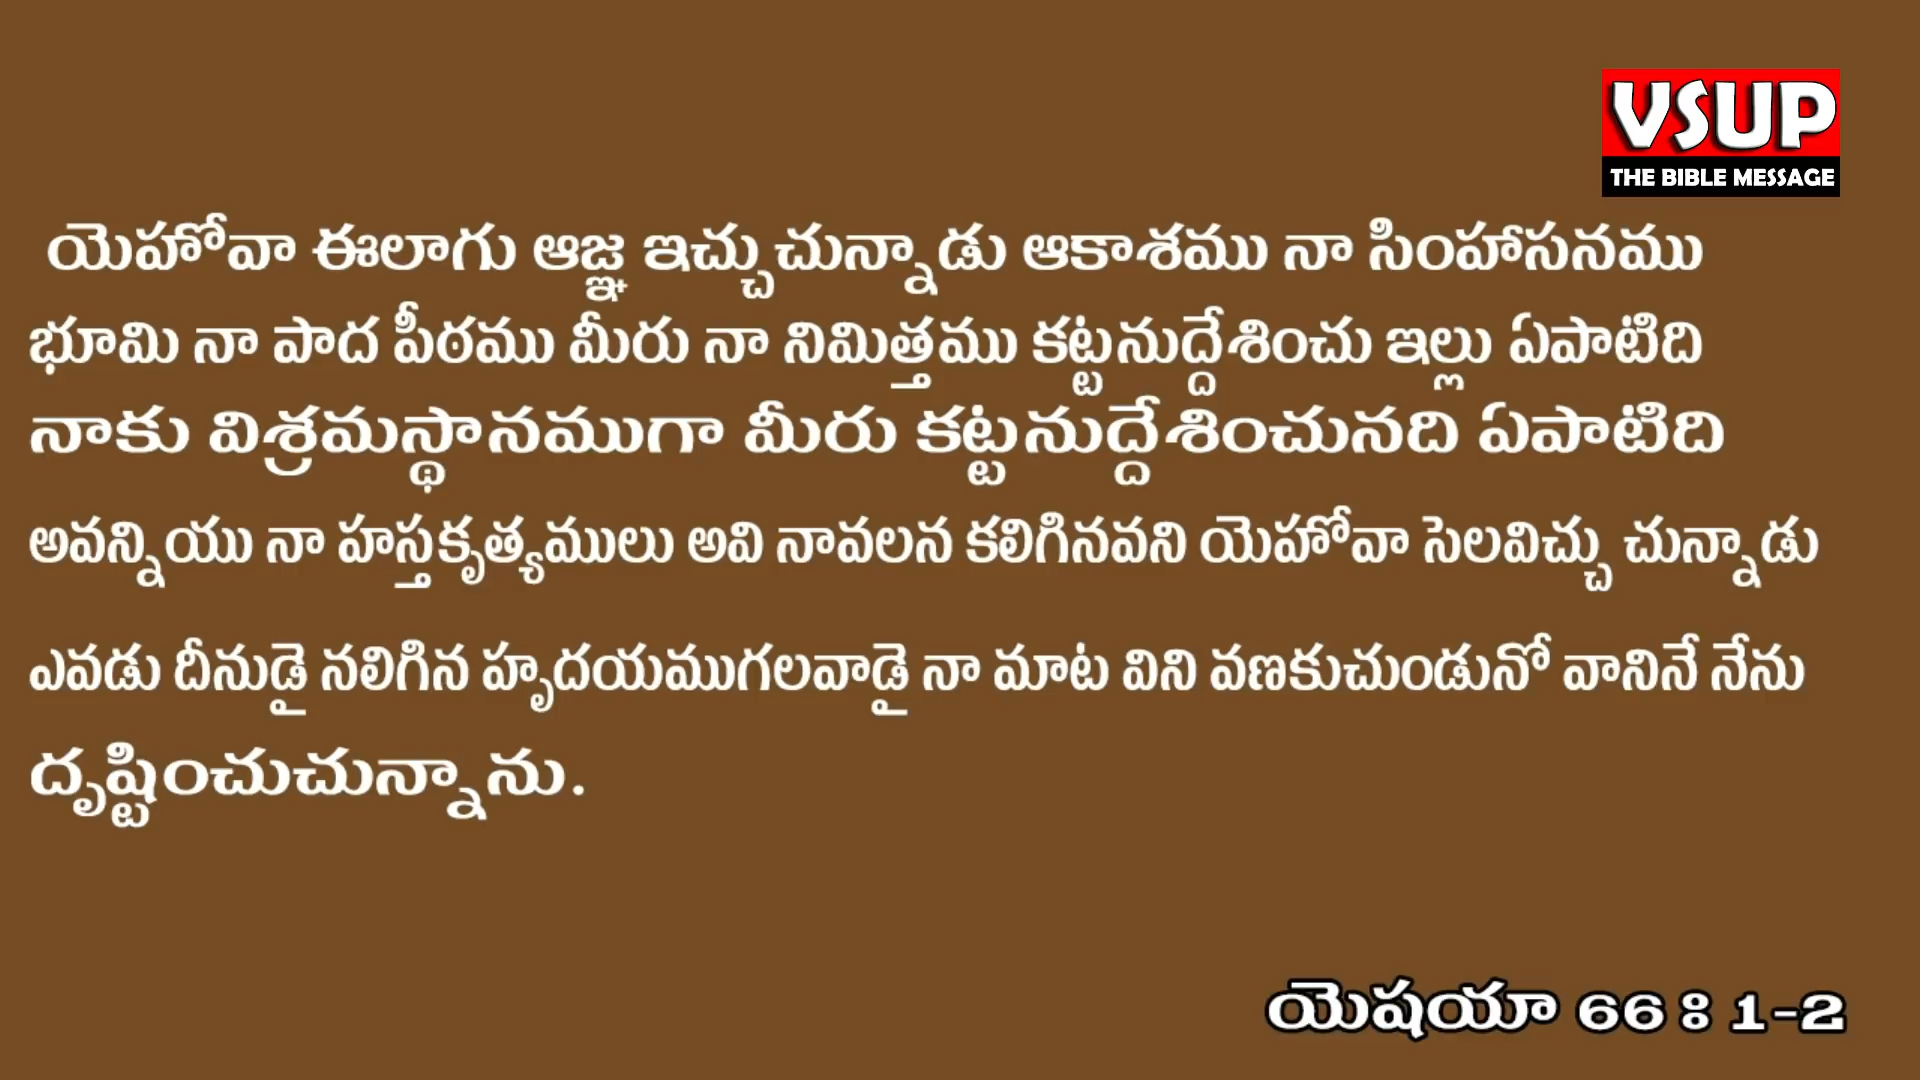 VSUP
THE BIBLE MESSAGE
యెహోవా ఈలాగు ఆజ్ఞ ఇచ్చుచున్నాడు ఆకాశము నా సింహాసనము
భూమి నా పాద పీఠము మీరు నా నిమిత్తము కట్టనుద్దేశించు ఇల్లు ఏపాటిది
నాకు విశ్రమస్థానముగా మీరు కట్టనుద్దేశించునది ఏపాటిది
అవన్నియు నా హస్తకృత్యములు అవి నావలన కలిగినవని యెహోవా సెలవిచ్చు చున్నాడు
ఎవడు దీనుడై నలిగిన హృదయముగలవాడై నా మాట విని వణకుచుండునో వానినే నేను
దృష్టించుచున్నాను.
యెషయా 66 : 1-2